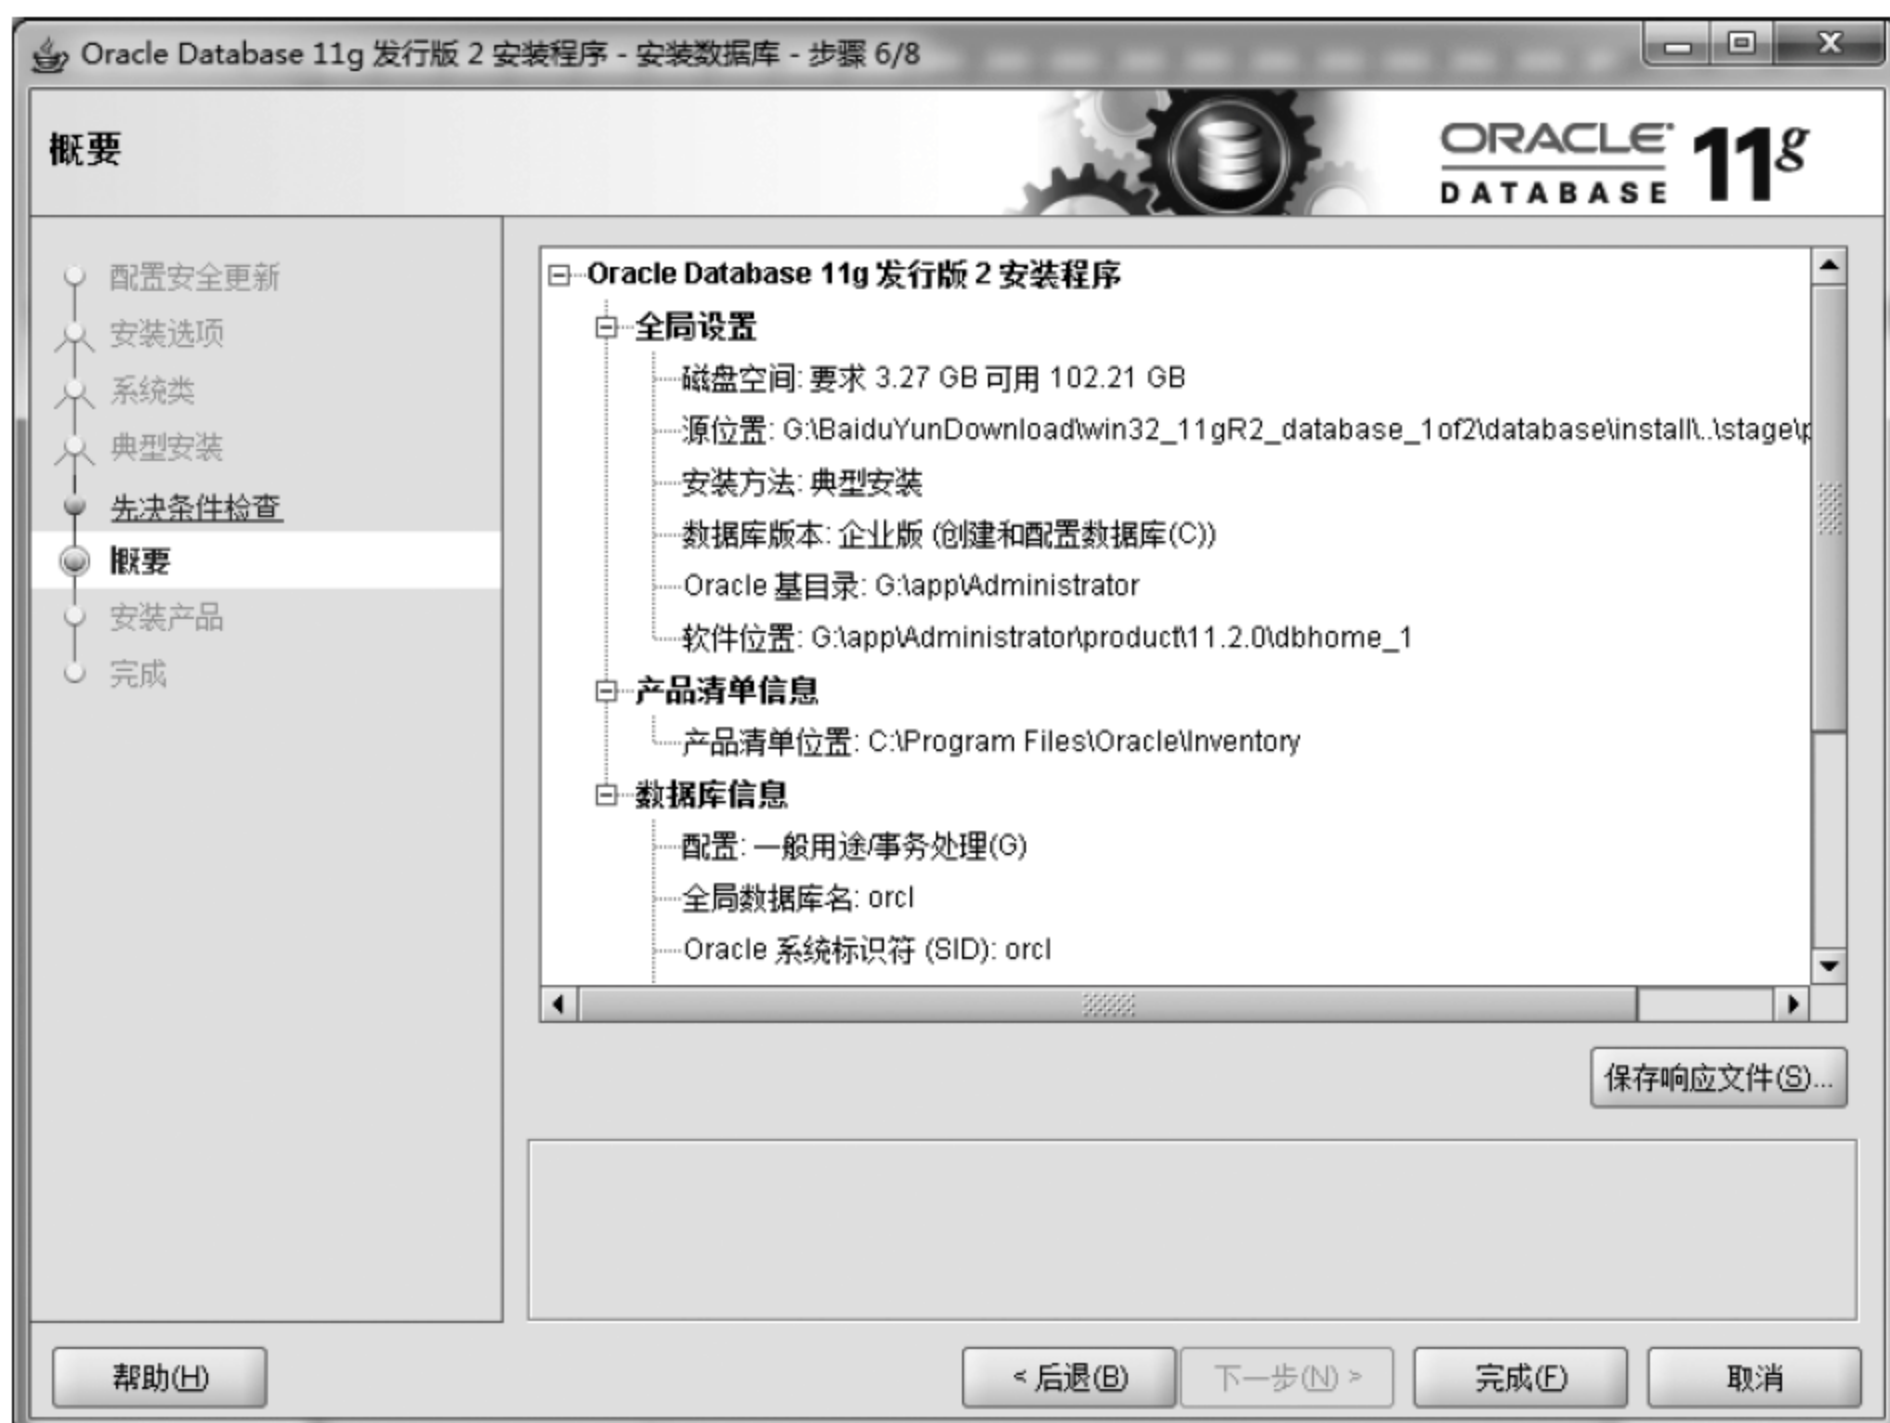 Oracle Database 11g 发行版 2 安装程序 - 安装数据库 - 步骤 6/8
概要
ORACLE
DATABASE
11g
配置安全更新
安装选项
系统类
典型安装
先决条件检查
概要
安装产品
完成
Oracle Database 11g 发行版 2 安装程序
全局设置
磁盘空间: 要求 3.27 GB 可用 102.21 GB
源位置: G:\BaiduYunDownload\win32_11gR2_database_1of2\database\install\..\stage\p
安装方法: 典型安装
数据库版本: 企业版 (创建和配置数据库(C))
Oracle 基目录: G:\app\Administrator
软件位置: G:\app\Administrator\product\11.2.0\dbhome_1
产品清单信息
产品清单位置: C:\Program Files\Oracle\Inventory
数据库信息
配置: 一般用途/事务处理(G)
全局数据库名: orcl
Oracle 系统标识符 (SID): orcl
保存响应文件(S)...
帮助(H)
< 后退(B)
下一步(N) >
完成(F)
取消